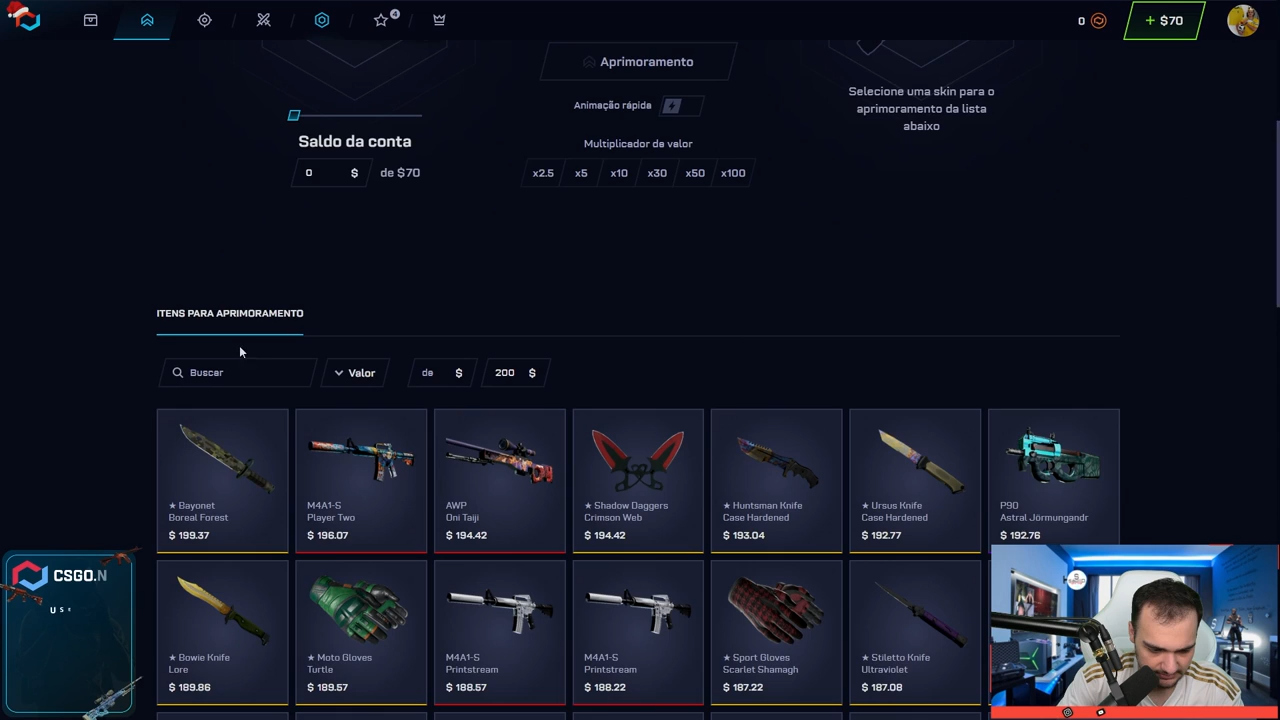 4
0
+ $70
Aprimoramento
Selecione uma skin para o
aprimoramento da lista
abaixo
Animação rápida
Saldo da conta
Multiplicador de valor
0 $ de $70
x2.5 x5 x10 x30 x50 x100
ITENS PARA APRIMORAMENTO
Buscar
Valor
de $
200 $
★ Bayonet
Boreal Forest
$ 199.37
M4A1-S
Player Two
$ 196.07
AWP
Oni Taiji
$ 194.42
★ Shadow Daggers
Crimson Web
$ 194.42
★ Huntsman Knife
Case Hardened
$ 193.04
★ Ursus Knife
Case Hardened
$ 192.77
P90
Astral Jörmungandr
$ 192.76
★ Bowie Knife
Lore
$ 189.86
★ Moto Gloves
Turtle
$ 189.57
M4A1-S
Printstream
$ 188.57
M4A1-S
Printstream
$ 188.22
★ Sport Gloves
Scarlet Shamagh
$ 187.22
★ Stiletto Knife
Ultraviolet
$ 187.08
CSGO.N
US